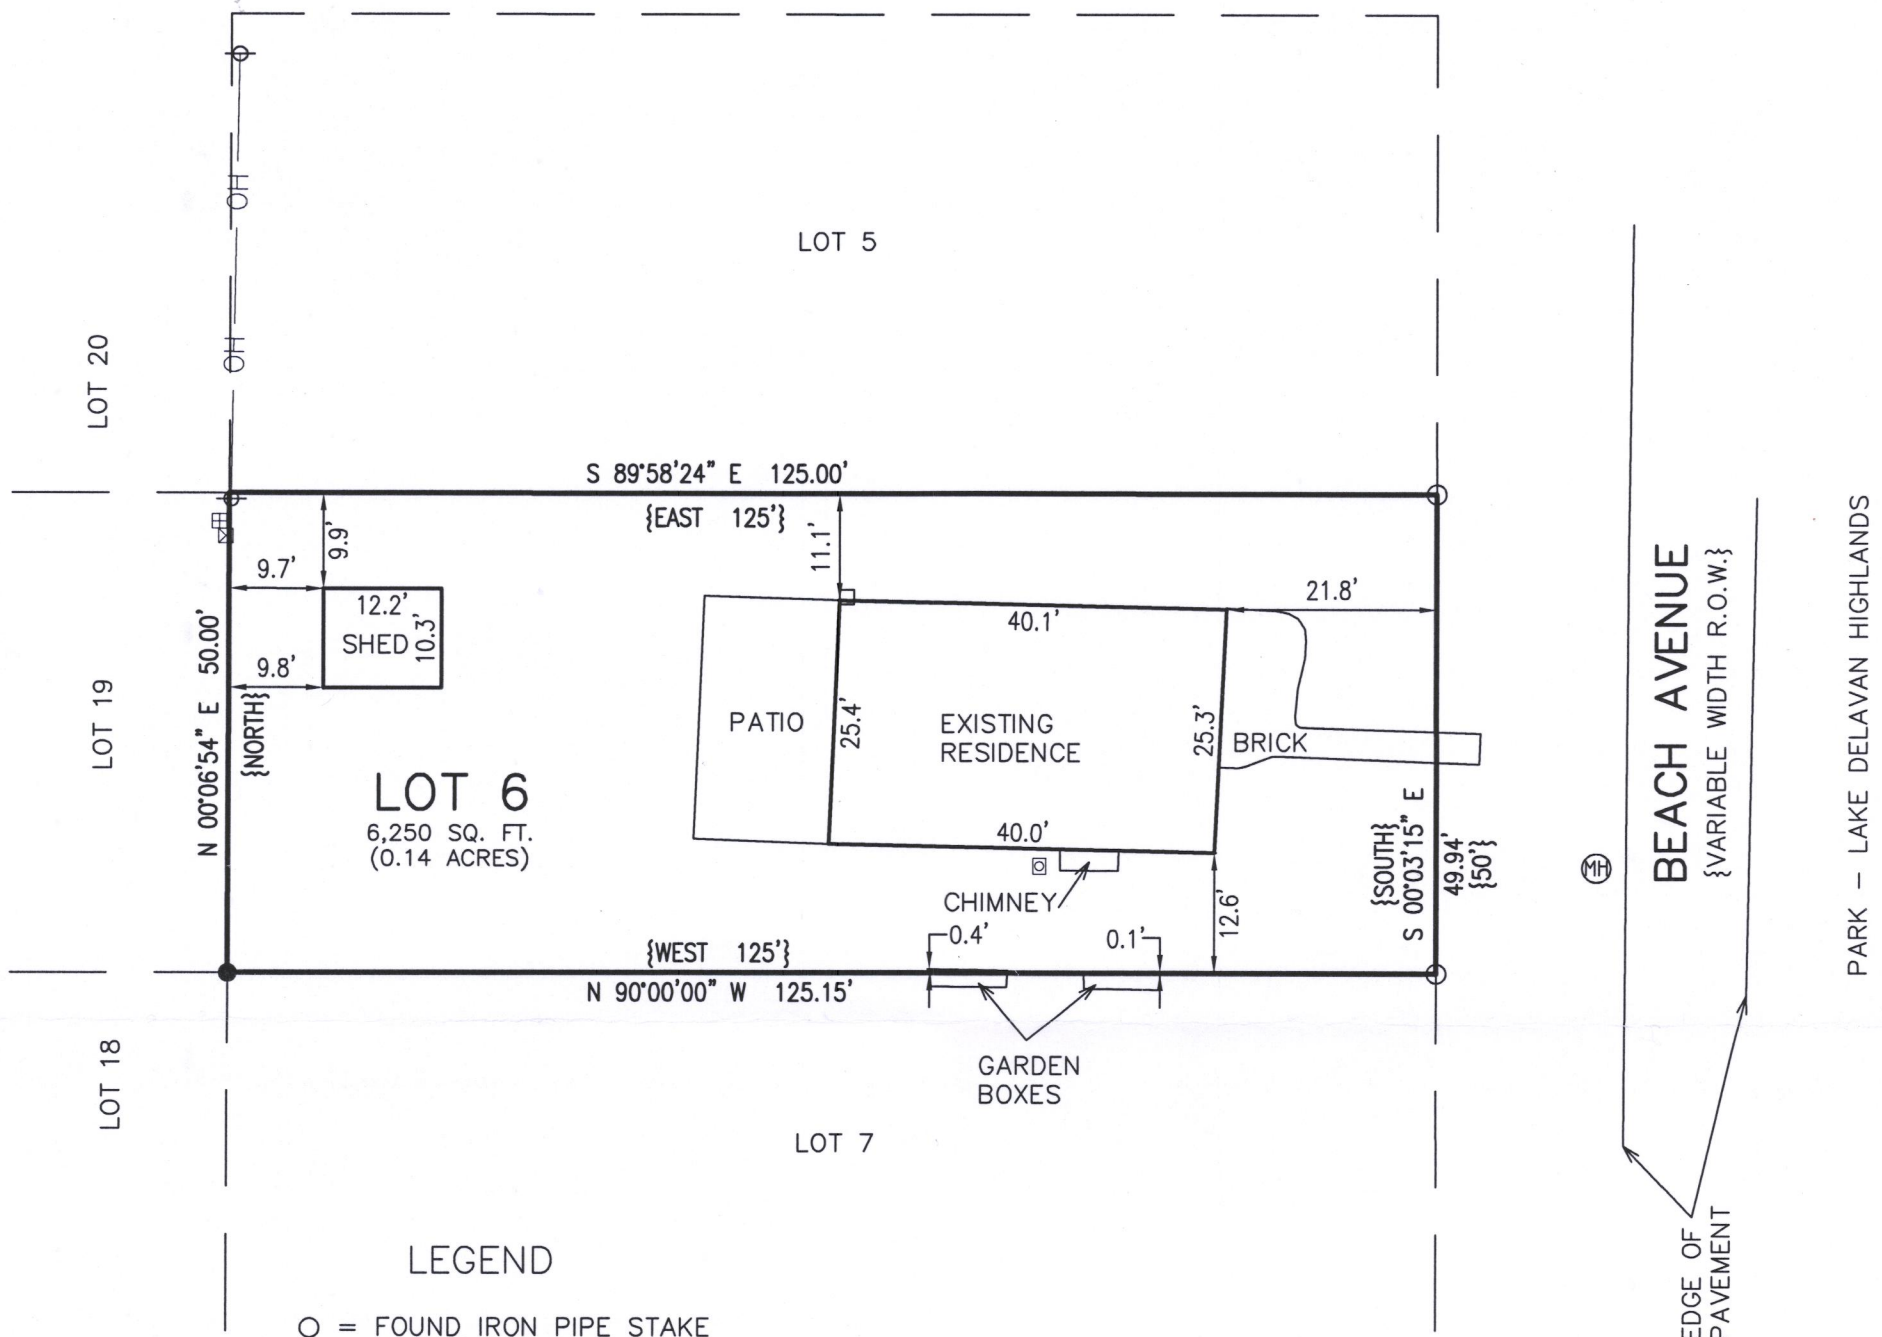 OH
OH
LOT 5
LOT 20
S 89°58'24" E 125.00'
{EAST 125'}
9.9'
11.1'
9.7'
12.2'
SHED
10.3'
9.8'
21.8'
40.1'
N 00°06'54" E 50.00'
{NORTH}
LOT 19
PATIO
25.4'
EXISTING
RESIDENCE
25.3'
BRICK
LOT 6
6,250 SQ. FT.
(0.14 ACRES)
40.0'
CHIMNEY
12.6'
{SOUTH}
S 00°03'15" E
49.94'
{50'}
0.4'
0.1'
{WEST 125'}
N 90°00'00" W 125.15'
GARDEN
BOXES
LOT 18
LOT 7
MH
BEACH AVENUE
{VARIABLE WIDTH R.O.W.}
PARK - LAKE DELAVAN HIGHLANDS
EDGE OF
PAVEMENT
LEGEND
O = FOUND IRON PIPE STAKE